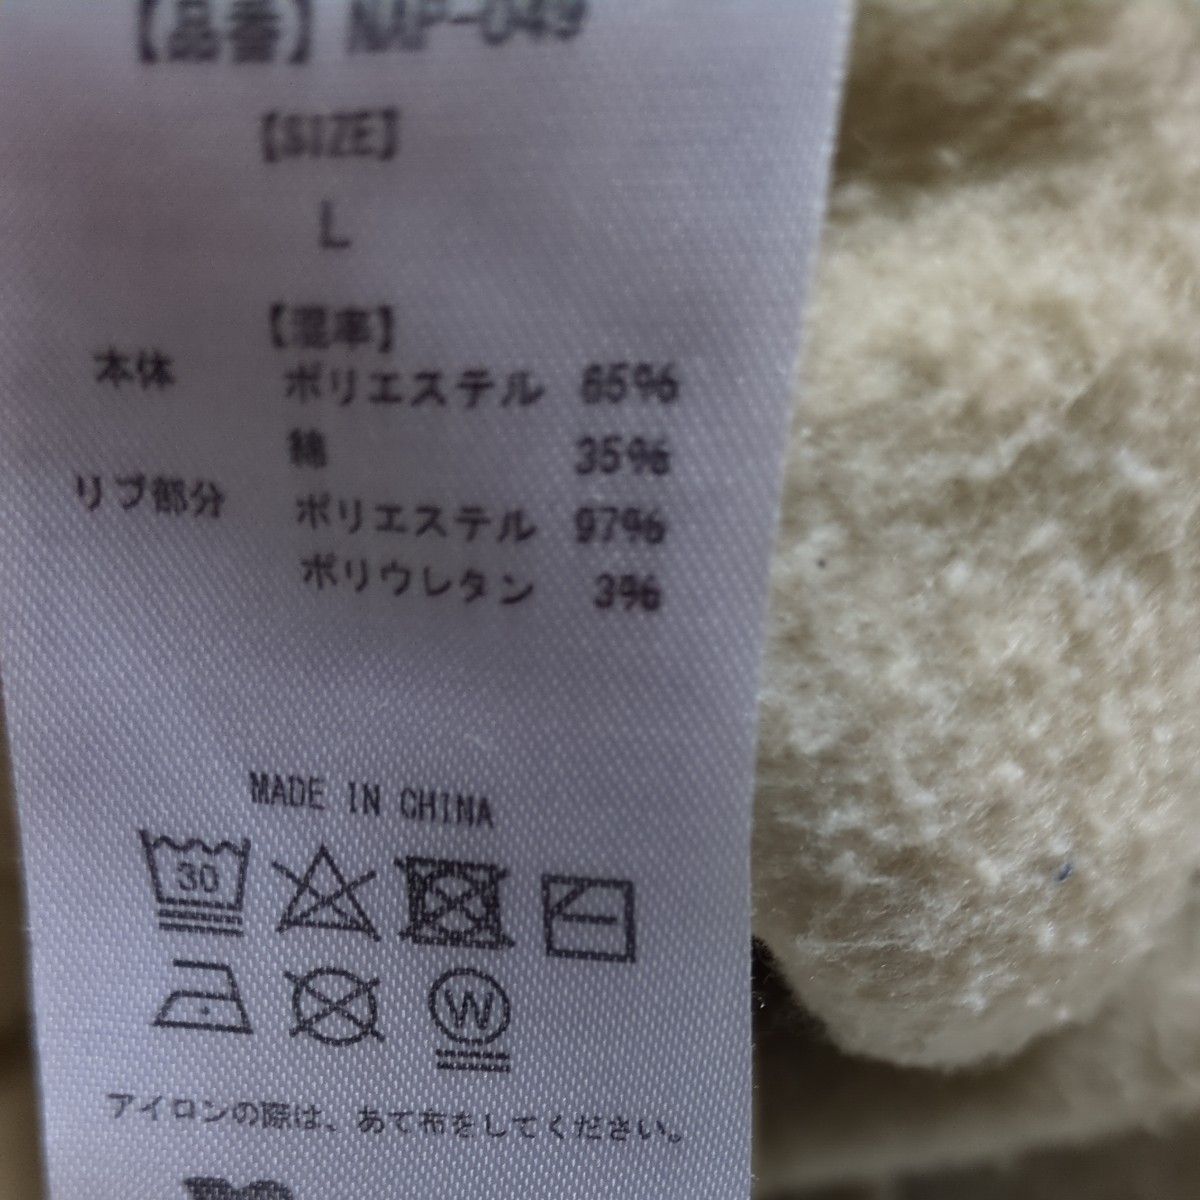 【品番】 NAP-049
【SIZE】
L
【混率】
本体 ポリエステル 65%
綿 35%
リブ部分 ポリエステル 97%
ポリウレタン 3%
MADE IN CHINA
30
W
アイロンの際は、あて布をしてください。